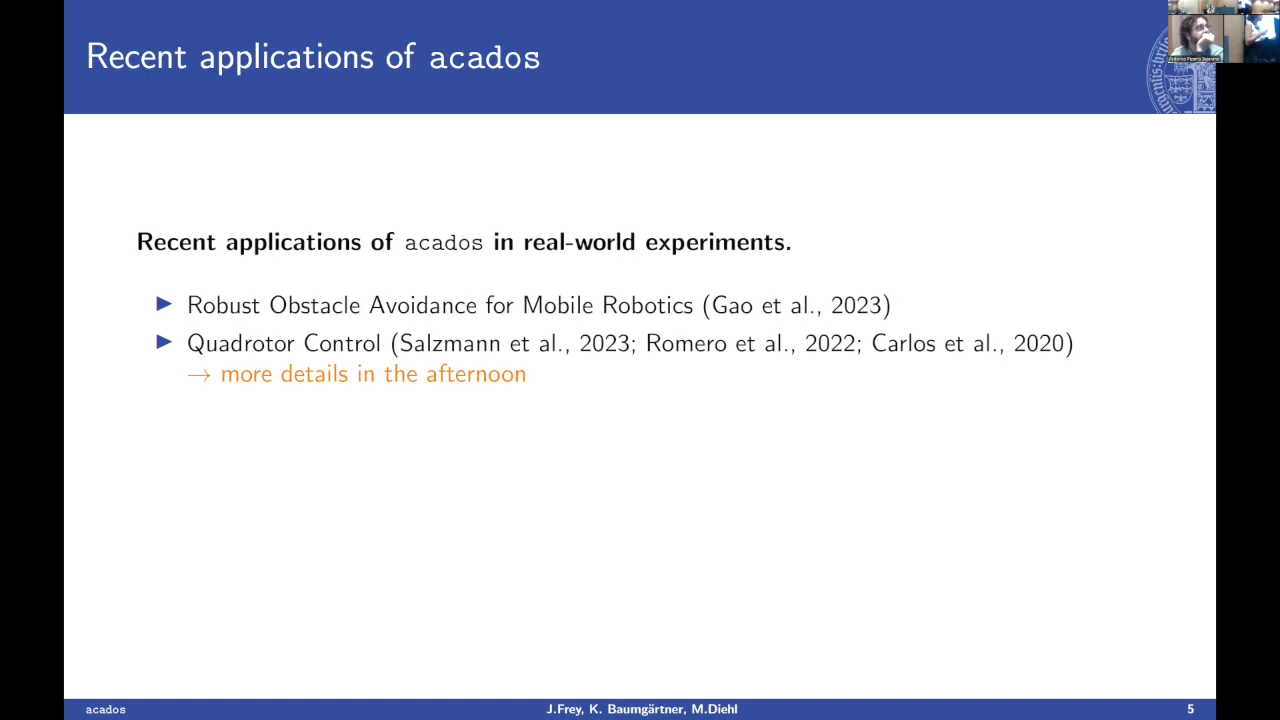 Recent applications of acados
Recent applications of acados in real-world experiments.
▶ Robust Obstacle Avoidance for Mobile Robotics (Gao et al., 2023)
▶ Quadrotor Control (Salzmann et al., 2023; Romero et al., 2022; Carlos et al., 2020)
→ more details in the afternoon
acados
J.Frey, K. Baumgärtner, M.Diehl
5